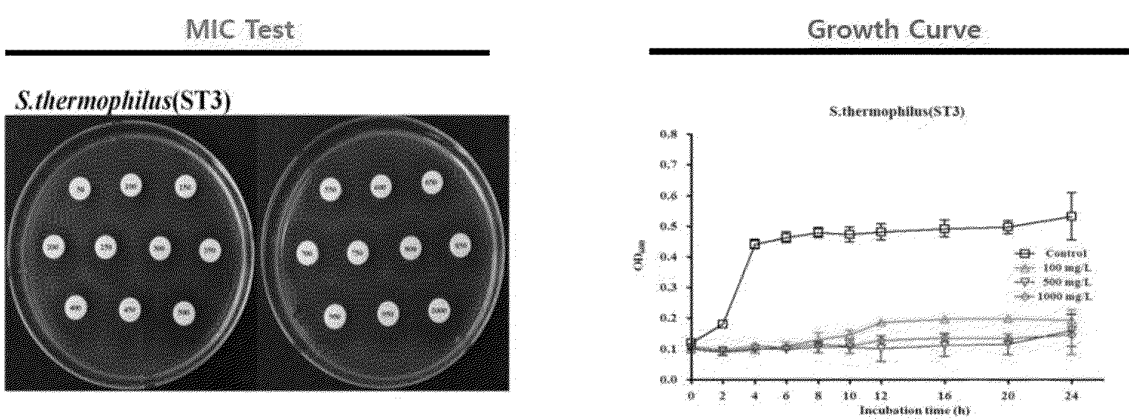 MIC Test
Growth Curve
S.thermophilus(ST3)
50 100 150
200 250 300 350
400 450 500
550 600 650
700 750 800 850
900 950 1000
S.thermophilus(ST3)
0.8
0.7
0.6
0.5
0.4
0.3
0.2
0.1
0.0
OD600
Control
100 mg/L
500 mg/L
1000 mg/L
0 2 4 6 8 10 12 16 20 24
Incubation time (h)